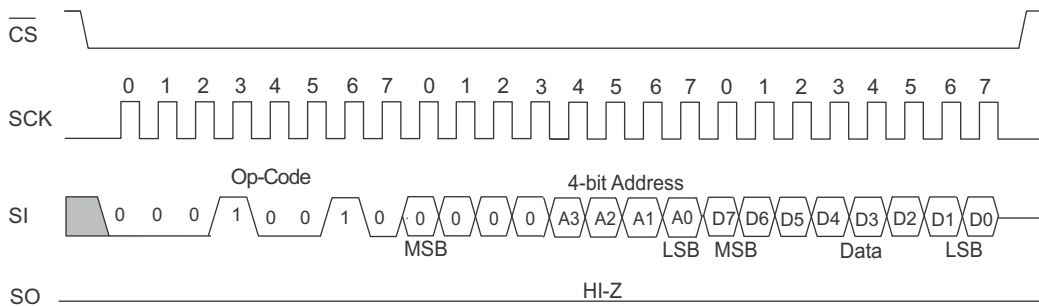 CS
0 1 2 3 4 5 6 7 0 1 2 3 4 5 6 7 0 1 2 3 4 5 6 7
SCK
Op-Code 4-bit Address
SI 0 0 0 1 0 0 1 0 0 0 0 0 A3 A2 A1 A0 D7 D6 D5 D4 D3 D2 D1 D0
MSB LSB MSB Data LSB
HI-Z
SO